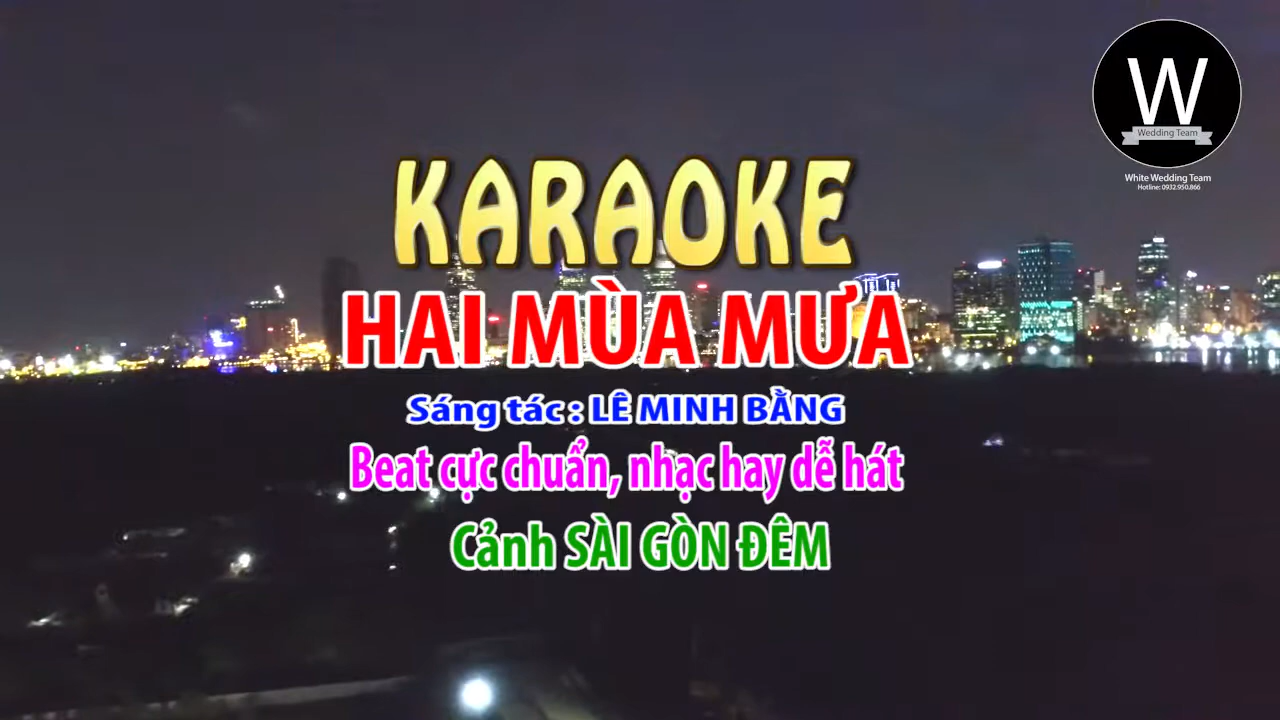 W
Wedding Team
White Wedding Team
Hotline: 0932.950.866
KARAOKE
HAI MÙA MƯA
Sáng tác : LÊ MINH BẰNG
Beat cực chuẩn, nhạc hay dễ hát
Cảnh SÀI GÒN ĐÊM